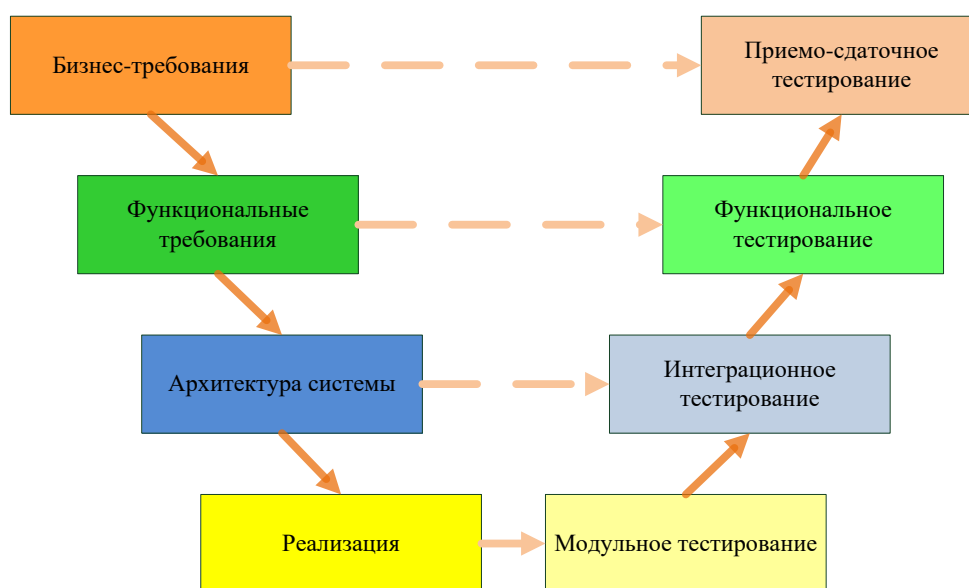 Бизнес-требования
Приемо-сдаточное
тестирование
Функциональные
требования
Функциональное
тестирование
Архитектура системы
Интеграционное
тестирование
Реализация
Модульное тестирование